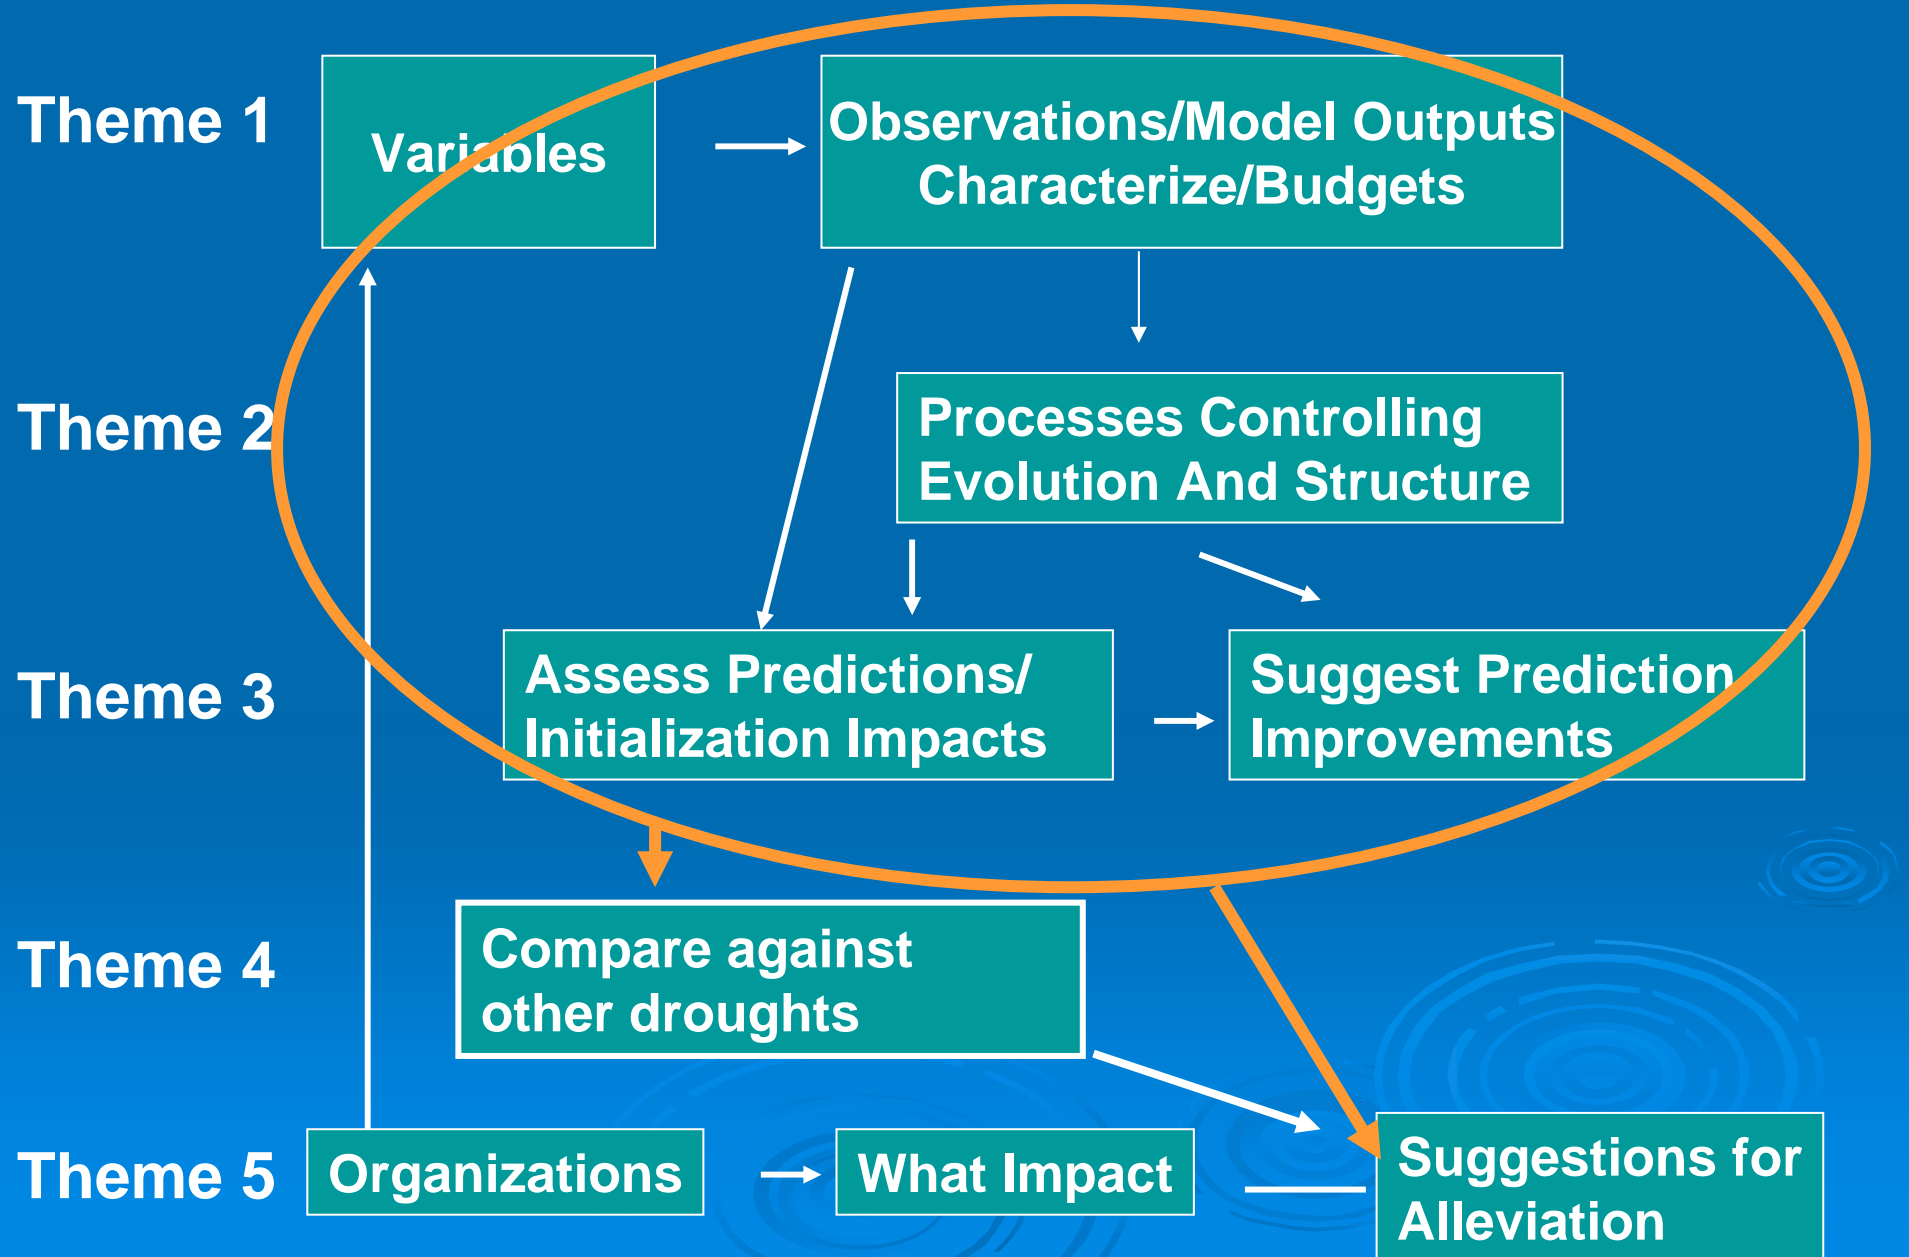 Theme 1
Variables
Observations/Model Outputs
Characterize/Budgets
Theme 2
Processes Controlling
Evolution And Structure
Theme 3
Assess Predictions/
Initialization Impacts
Suggest Prediction
Improvements
Theme 4
Compare against
other droughts
Theme 5
Organizations
What Impact
Suggestions for
Alleviation